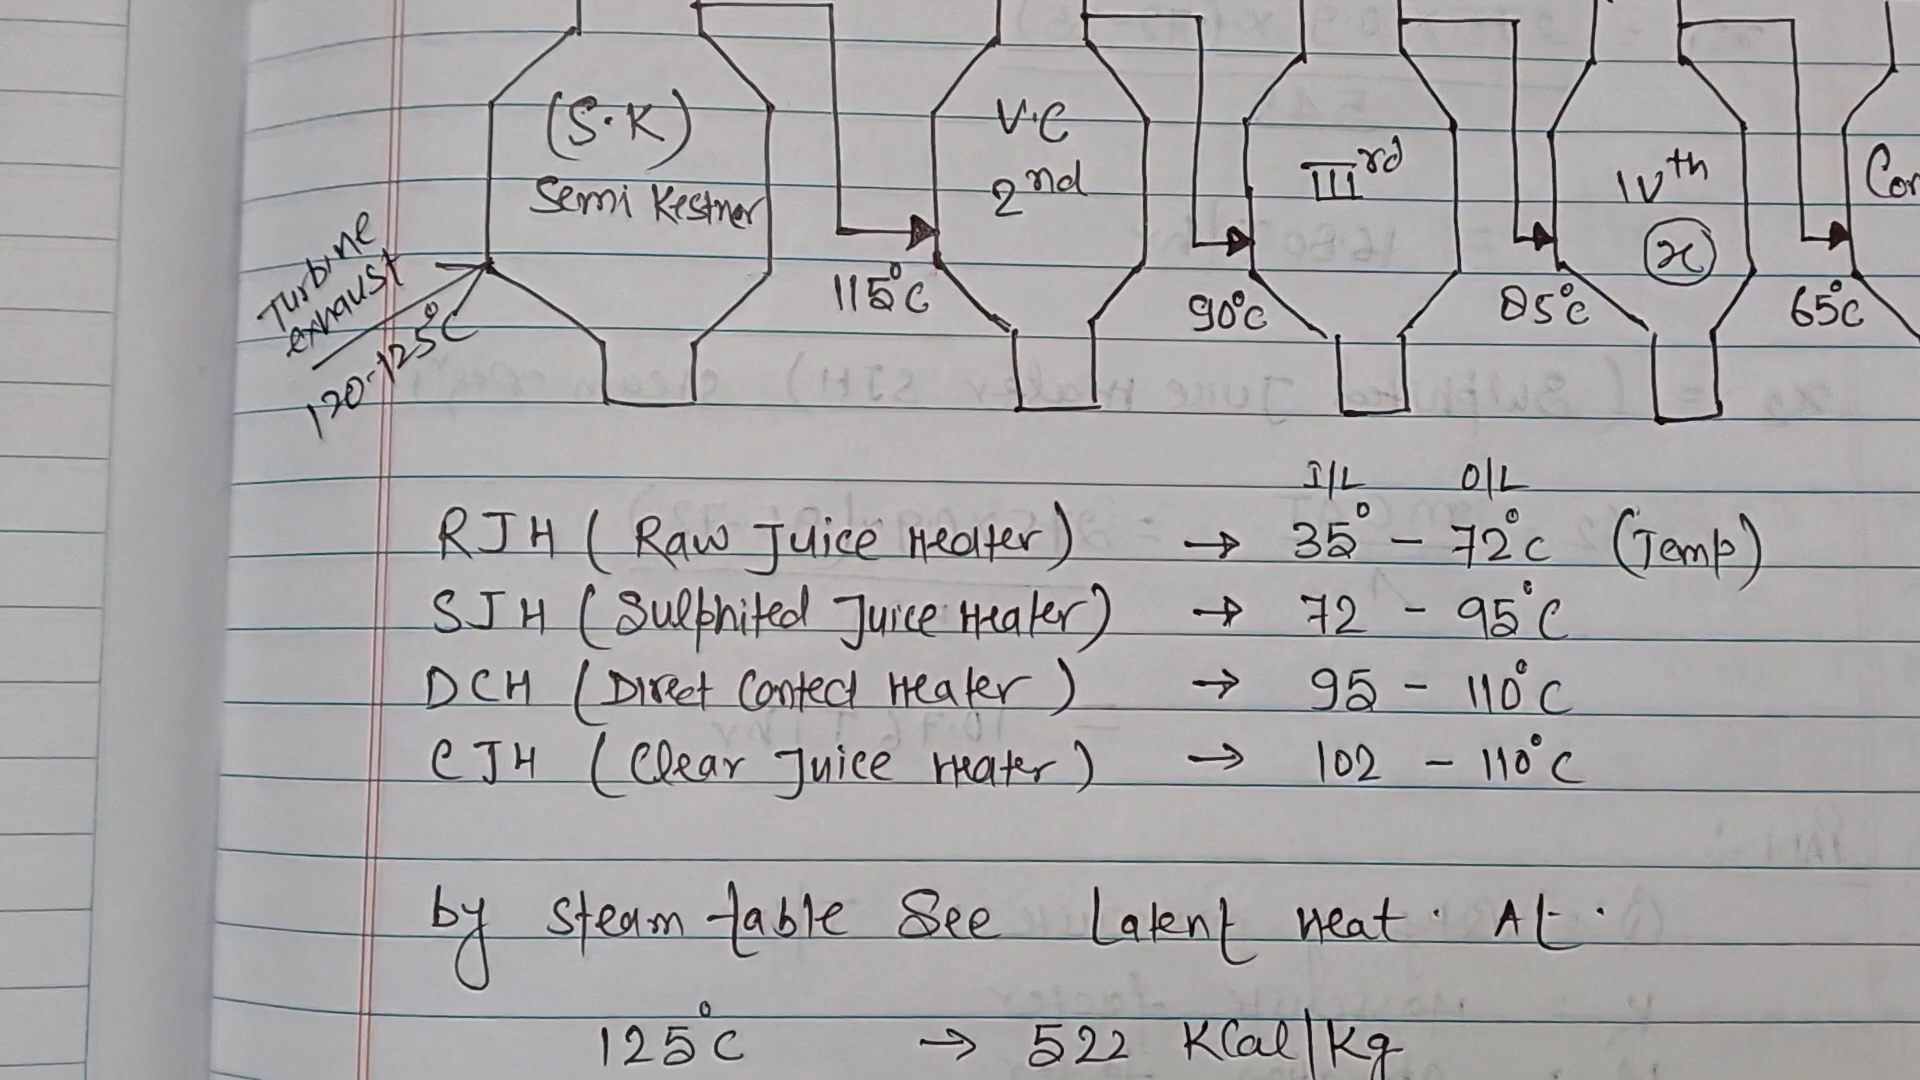 (S.K)
Semi Kestner
V.C
2nd
IIIrd
IVth
x
Turbine
exhaust
120-125°C
115°C
90°C
85°C
65°C
I/L O/L
RJH (Raw Juice Heater) → 35° - 72°C (Temp)
SJH (Sulphited Juice Heater) → 72 - 95°C
DCH (Direct Contect Heater) → 95 - 110°C
CJH (Clear Juice Heater) → 102 - 110°C
by steam table See Latent Heat. At.
125°C → 522 KCal/Kg